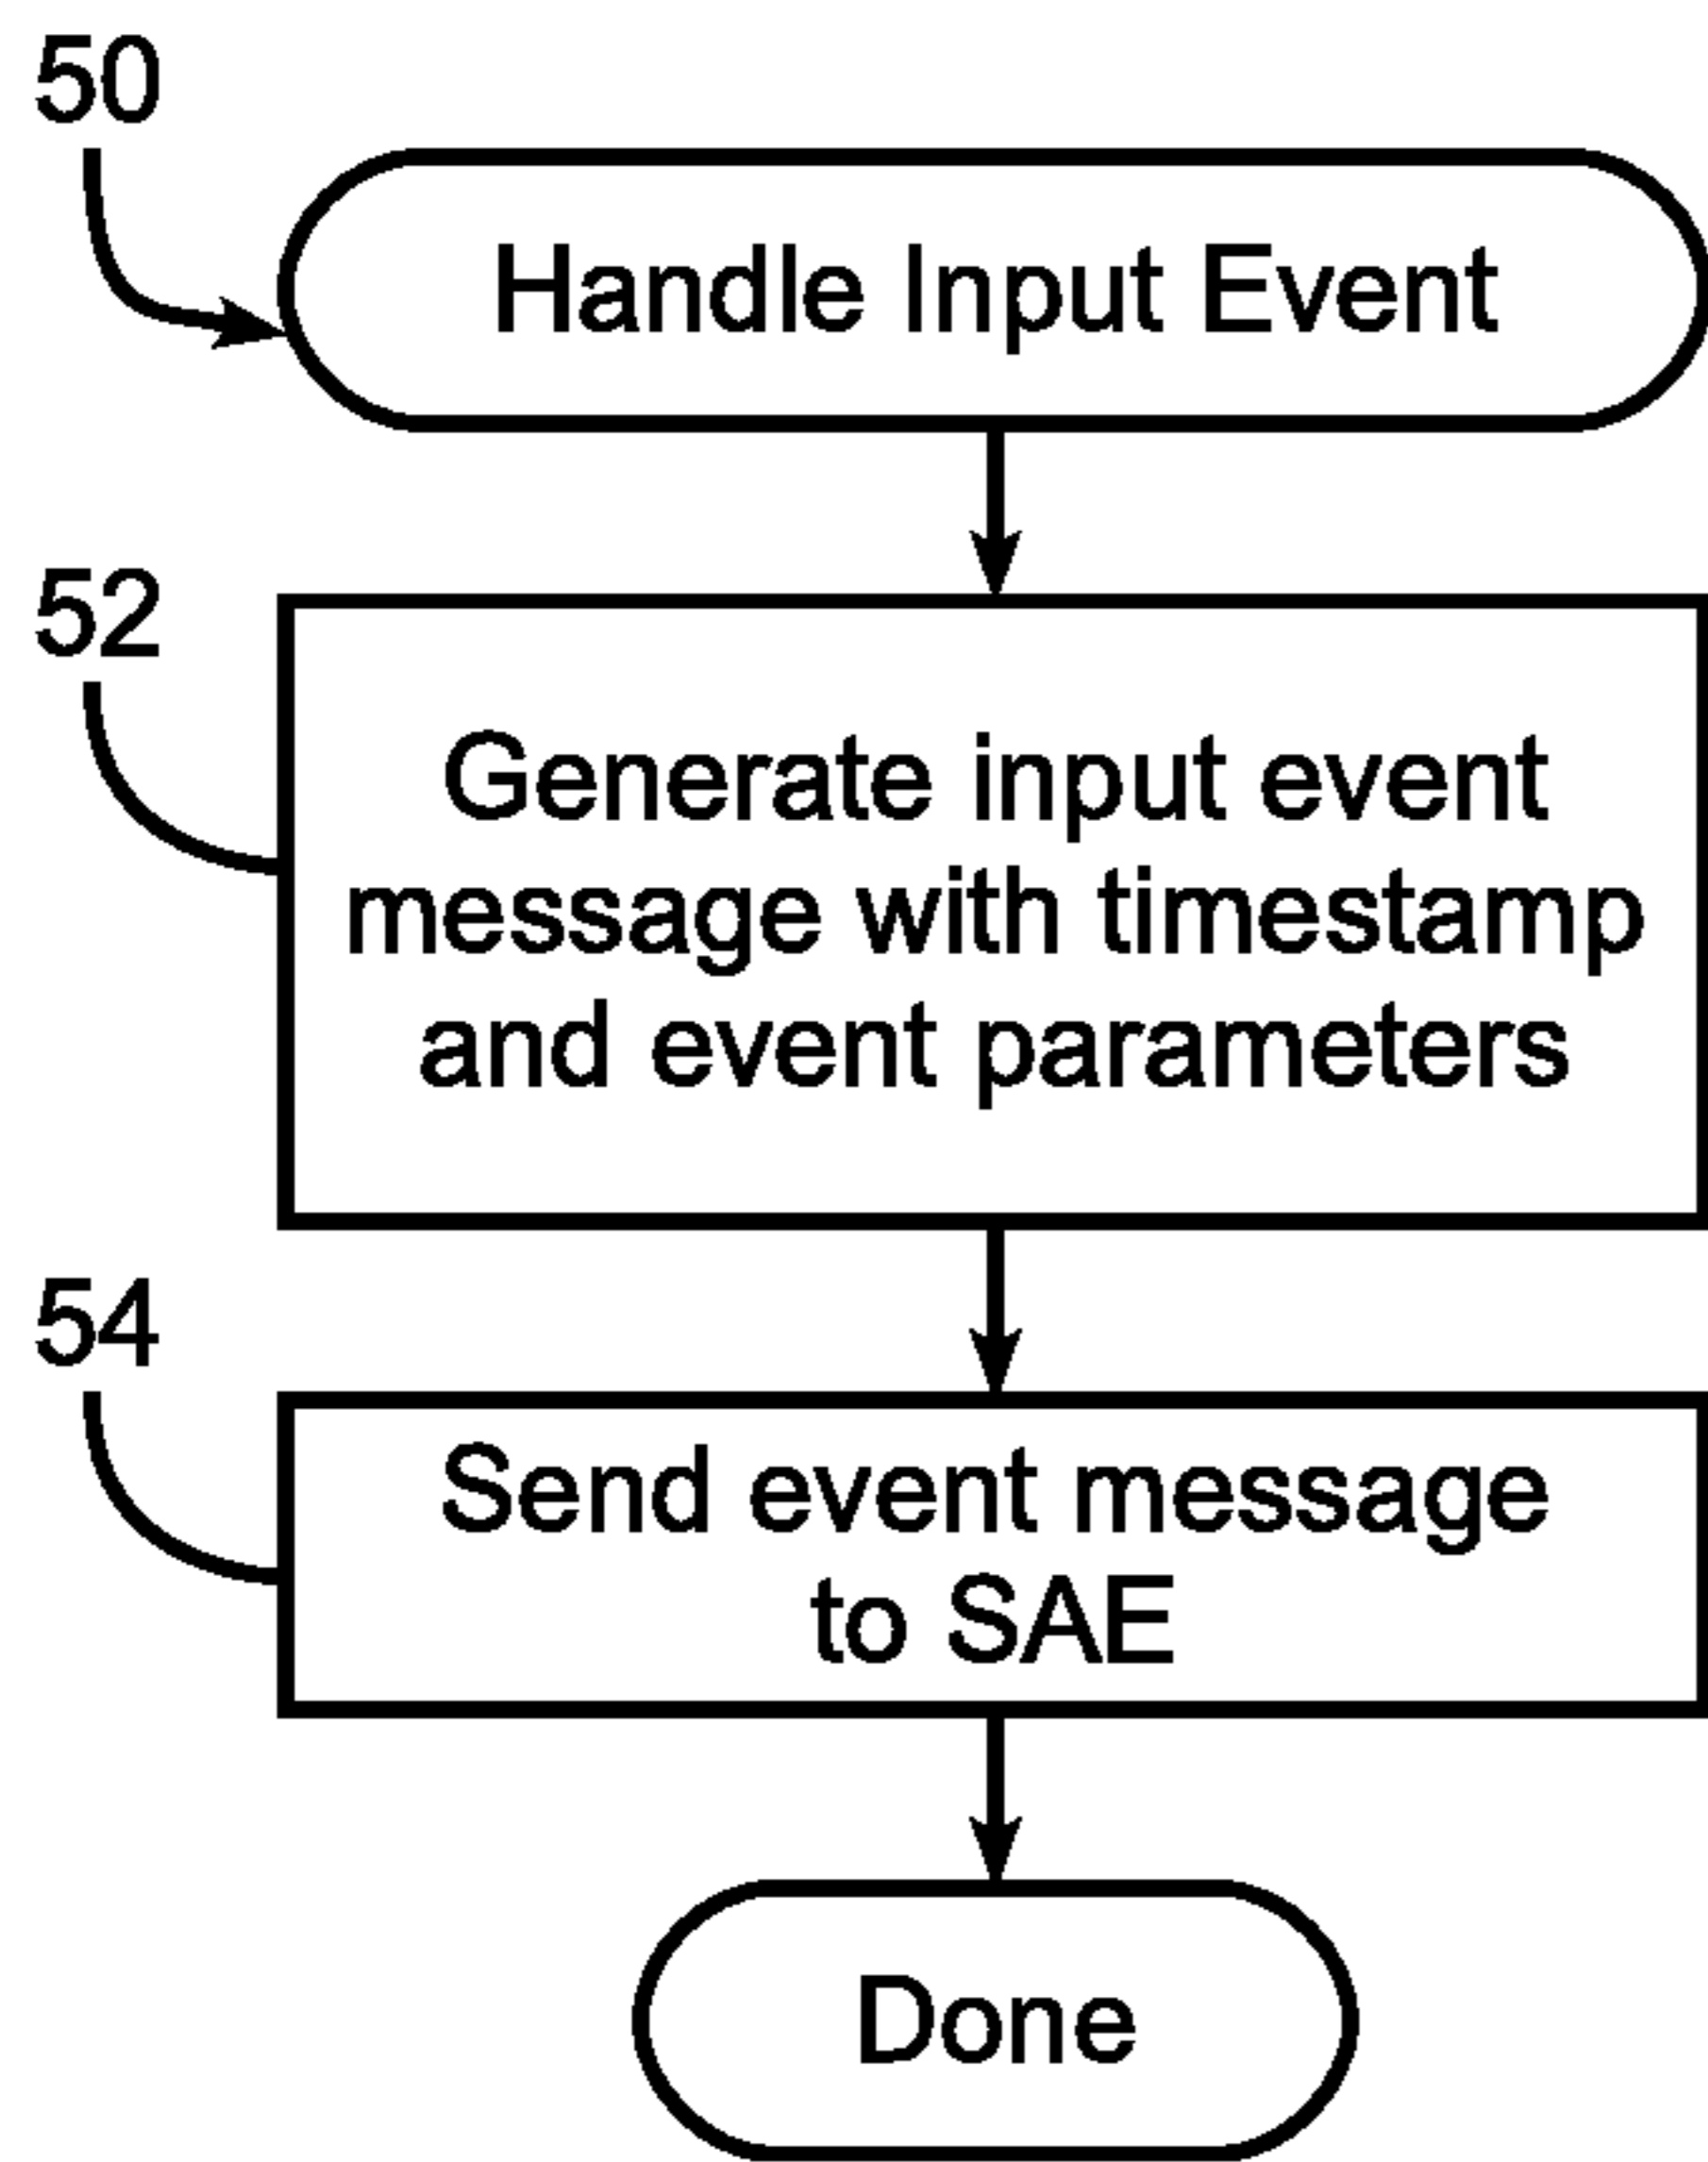 50
Handle Input Event
52
Generate input event
message with timestamp
and event parameters
54
Send event message
to SAE
Done